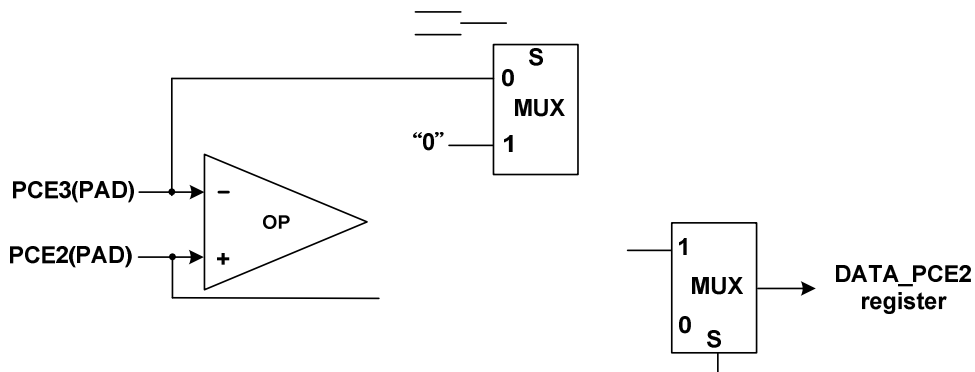 S
0
MUX
“0”
1
PCE3(PAD)
−
OP
PCE2(PAD)
+
1
MUX
DATA_PCE2
register
0
S